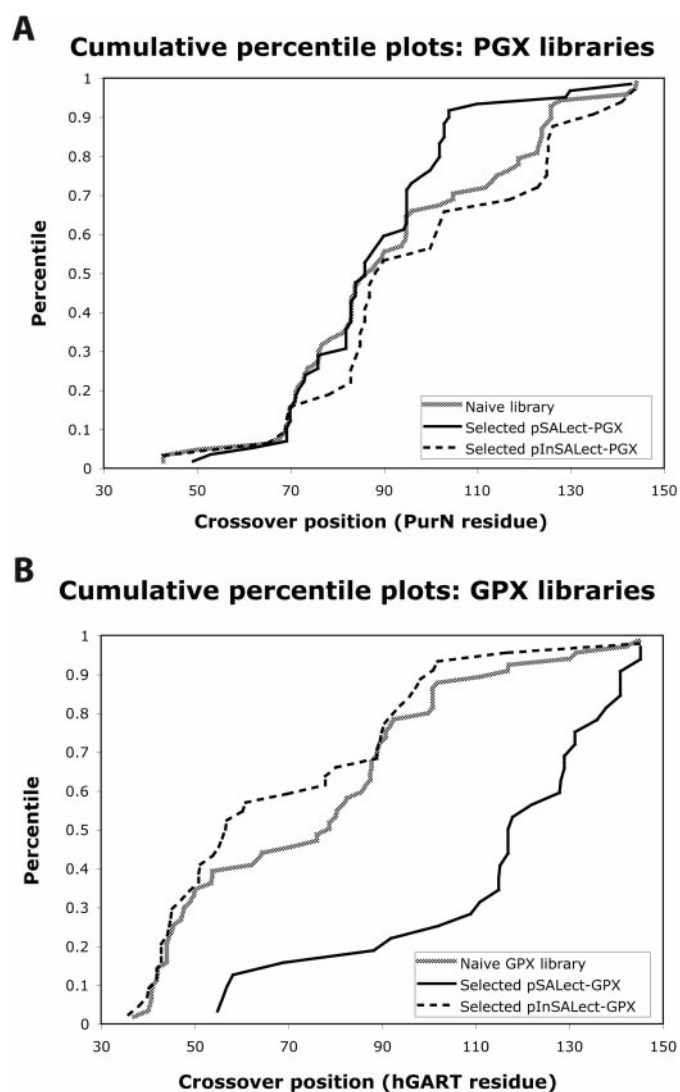 A
Cumulative percentile plots: PGX libraries
1
0.9
0.8
0.7
0.6
0.5
0.4
0.3
0.2
0.1
0
Percentile
Naive library
Selected pSALect-PGX
Selected pInSALect-PGX
30 50 70 90 110 130 150
Crossover position (PurN residue)
B
Cumulative percentile plots: GPX libraries
1
0.9
0.8
0.7
0.6
0.5
0.4
0.3
0.2
0.1
0
Percentile
Naive GPX library
Selected pSALect-GPX
Selected pInSALect-GPX
30 50 70 90 110 130 150
Crossover position (hGART residue)